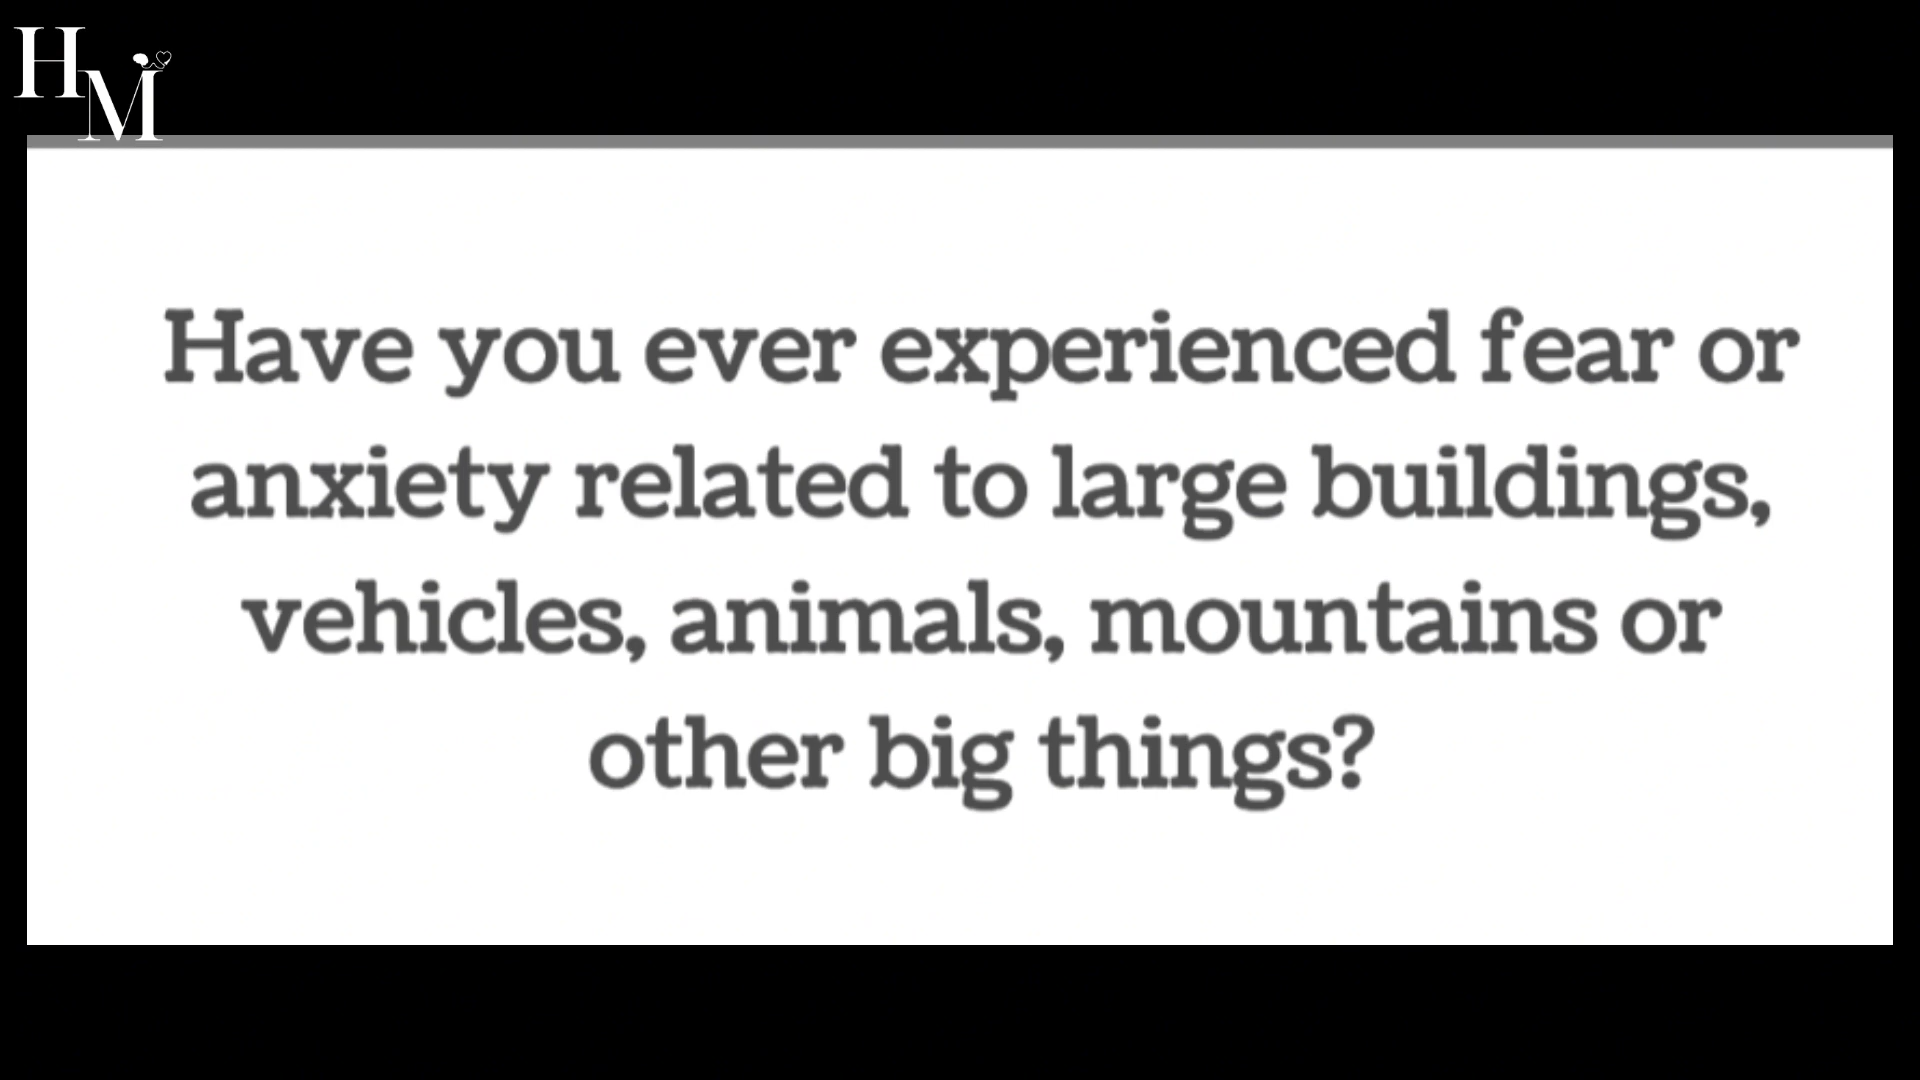 HM
Have you ever experienced fear or
anxiety related to large buildings,
vehicles, animals, mountains or
other big things?